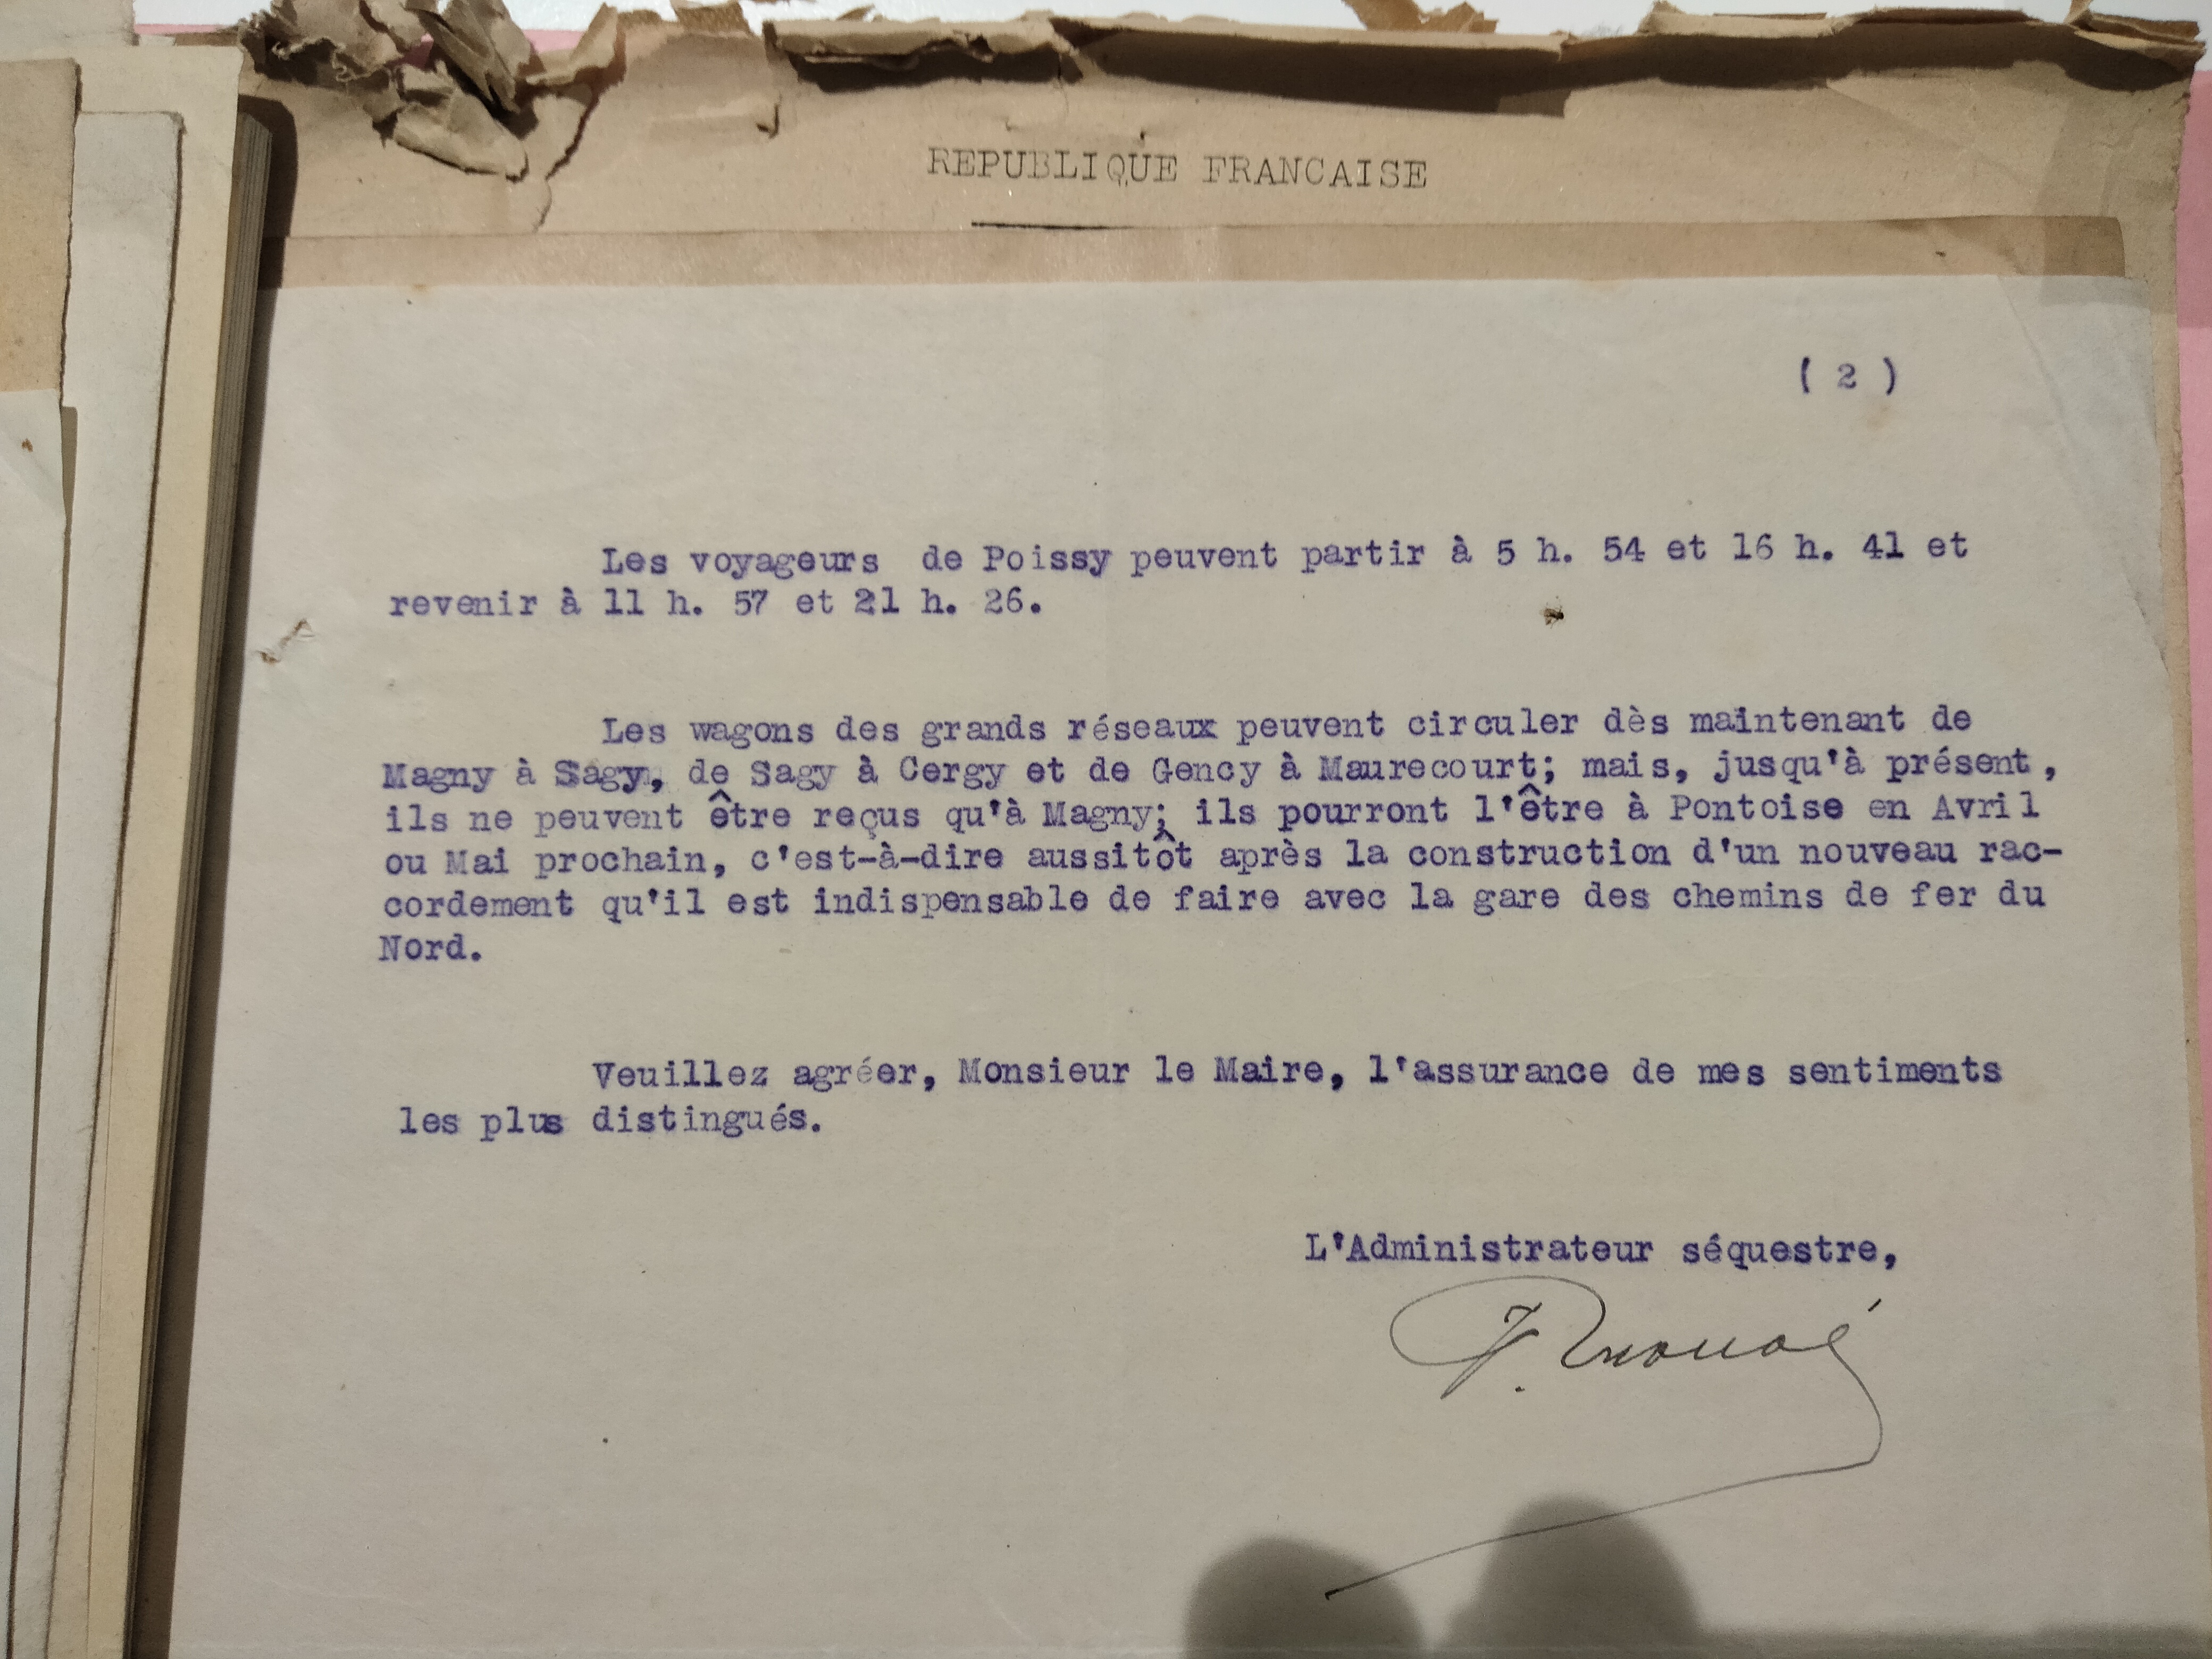 REPUBLIQUE FRANCAISE
( 2 )
Les voyageurs de Poissy peuvent partir à 5 h. 54 et 16 h. 41 et
revenir à 11 h. 57 et 21 h. 26.
Les wagons des grands réseaux peuvent circuler dès maintenant de
Magny à Sagy, de Sagy à Cergy et de Gency à Maurecourt; mais, jusqu'à présent,
ils ne peuvent être reçus qu'à Magny; ils pourront l'être à Pontoise en Avril
ou Mai prochain, c'est-à-dire aussitôt après la construction d'un nouveau rac-
cordement qu'il est indispensable de faire avec la gare des chemins de fer du
Nord.
Veuillez agréer, Monsieur le Maire, l'assurance de mes sentiments
les plus distingués.
L'Administrateur séquestre,